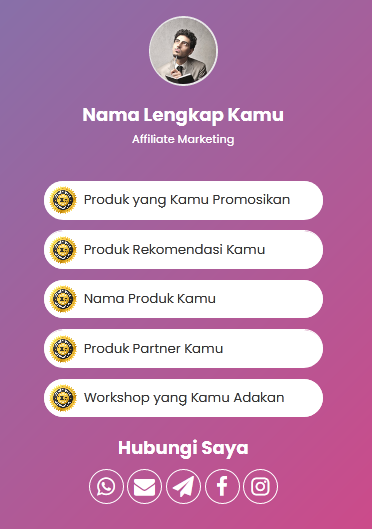 Nama Lengkap Kamu
Affiliate Marketing
Produk yang Kamu Promosikan
Produk Rekomendasi Kamu
Nama Produk Kamu
Produk Partner Kamu
Workshop yang Kamu Adakan
Hubungi Saya